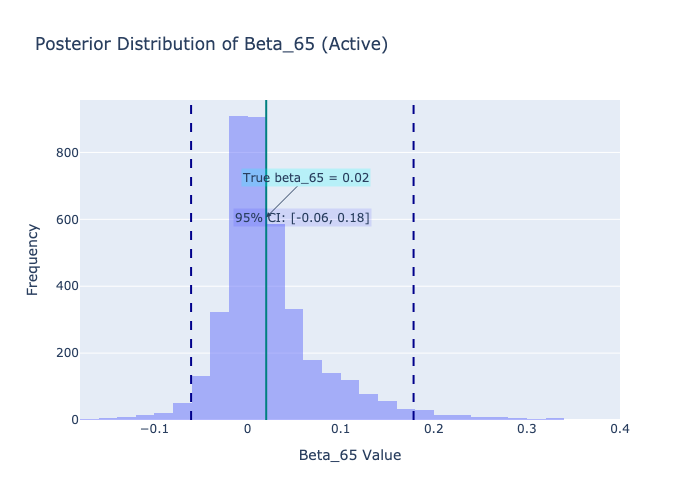 Posterior Distribution of Beta_65 (Active)
800
600
400
200
0
Frequency
True beta_65 = 0.02
95% CI: [-0.06, 0.18]
−0.1
0
0.1
0.2
0.3
0.4
Beta_65 Value